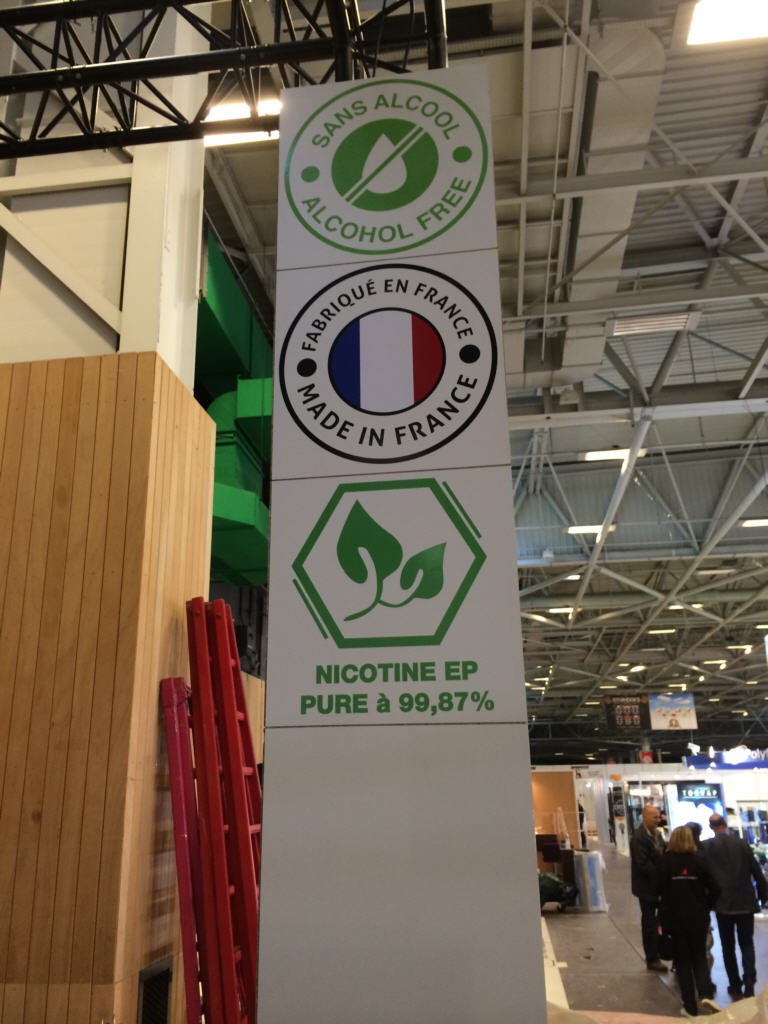 SANS ALCOOL
ALCOHOL FREE
FABRIQUÉ EN FRANCE
MADE IN FRANCE
NICOTINE EP
PURE à 99,87%